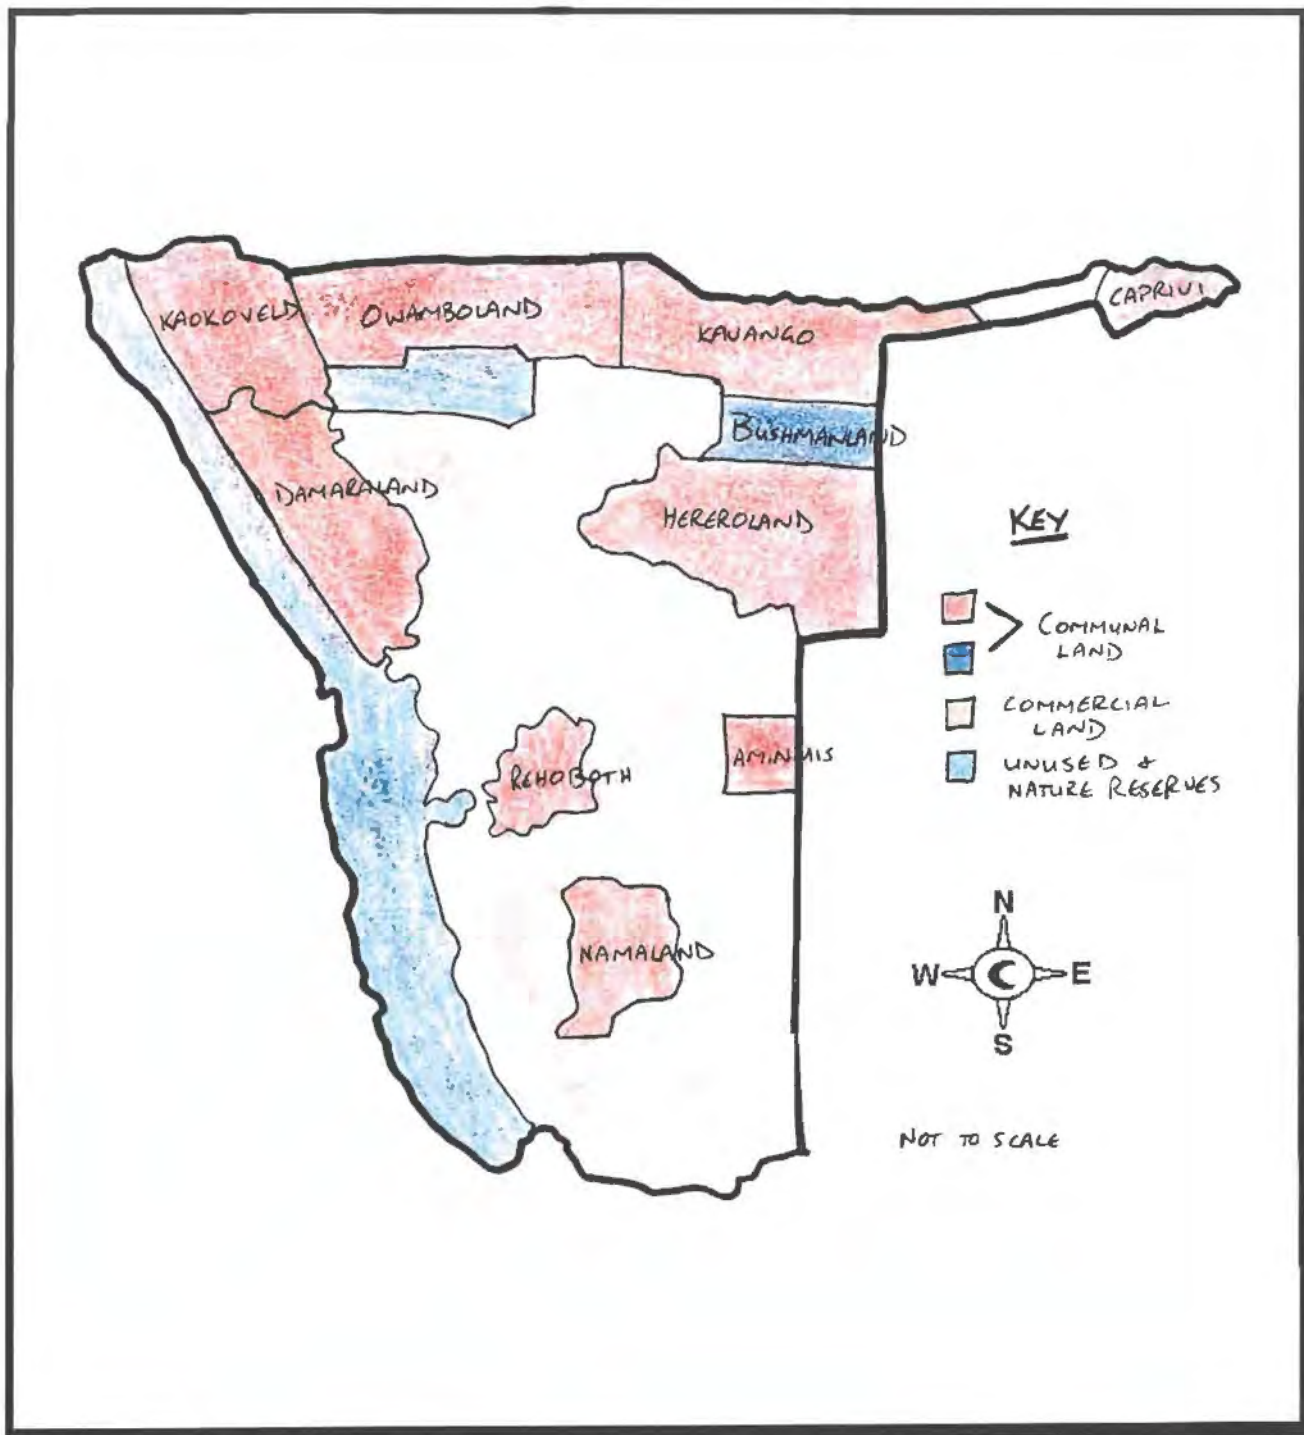 KAOKOVELD
OWAMBOLAND
KAVANGO
CAPRIVI
BUSHMANLAND
DAMARALAND
HEREROLAND
KEY
COMMUNAL
LAND
COMMERCIAL
LAND
UNUSED &
NATURE RESERVES
REHOBOTH
AMINUIS
NAMALAND
N
W
E
S
NOT TO SCALE